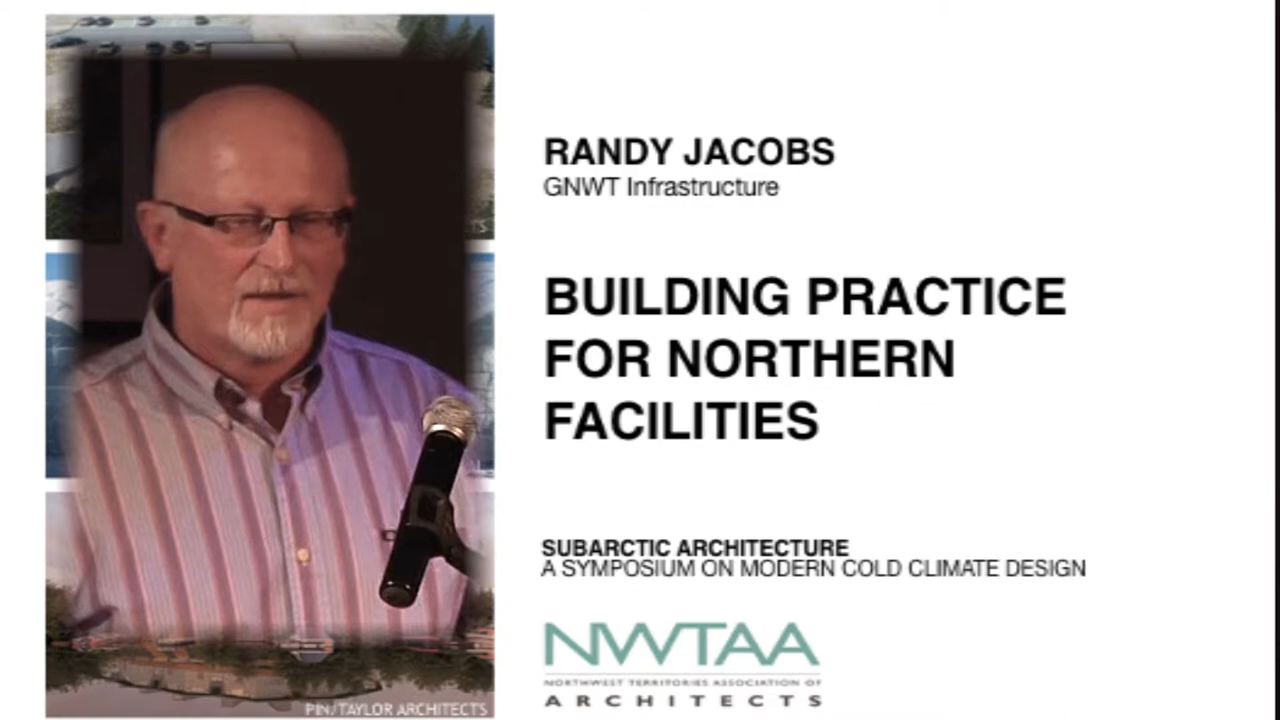 RANDY JACOBS
GNWT Infrastructure
BUILDING PRACTICE
FOR NORTHERN
FACILITIES
SUBARCTIC ARCHITECTURE
A SYMPOSIUM ON MODERN COLD CLIMATE DESIGN
NWTAA
NORTHWEST TERRITORIES ASSOCIATION OF
ARCHITECTS
PIN/TAYLOR ARCHITECTS